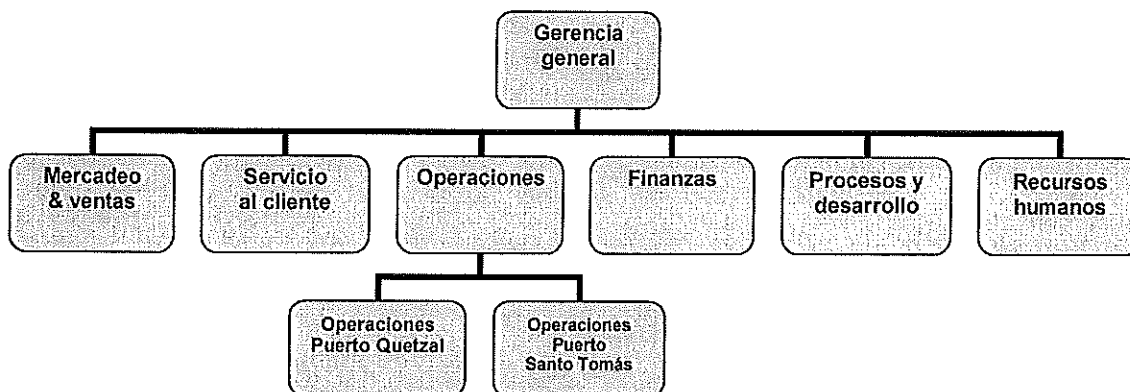 Gerencia
general
Mercadeo
& ventas
Servicio
al cliente
Operaciones
Finanzas
Procesos y
desarrollo
Recursos
humanos
Operaciones
Puerto Quetzal
Operaciones
Puerto
Santo Tomás